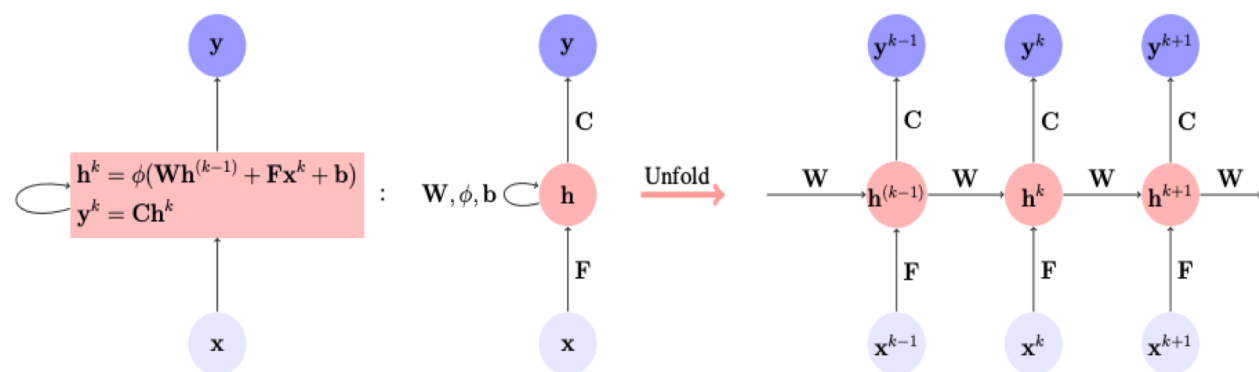 y
h^k = ϕ(Wh^(k−1) + Fx^k + b)
y^k = Ch^k
x
:
y
C
W, ϕ, b
h
F
x
Unfold
y^{k−1} y^k y^{k+1}
C C C
W W W W
h^{(k−1)} h^k h^{k+1}
F F F
x^{k−1} x^k x^{k+1}